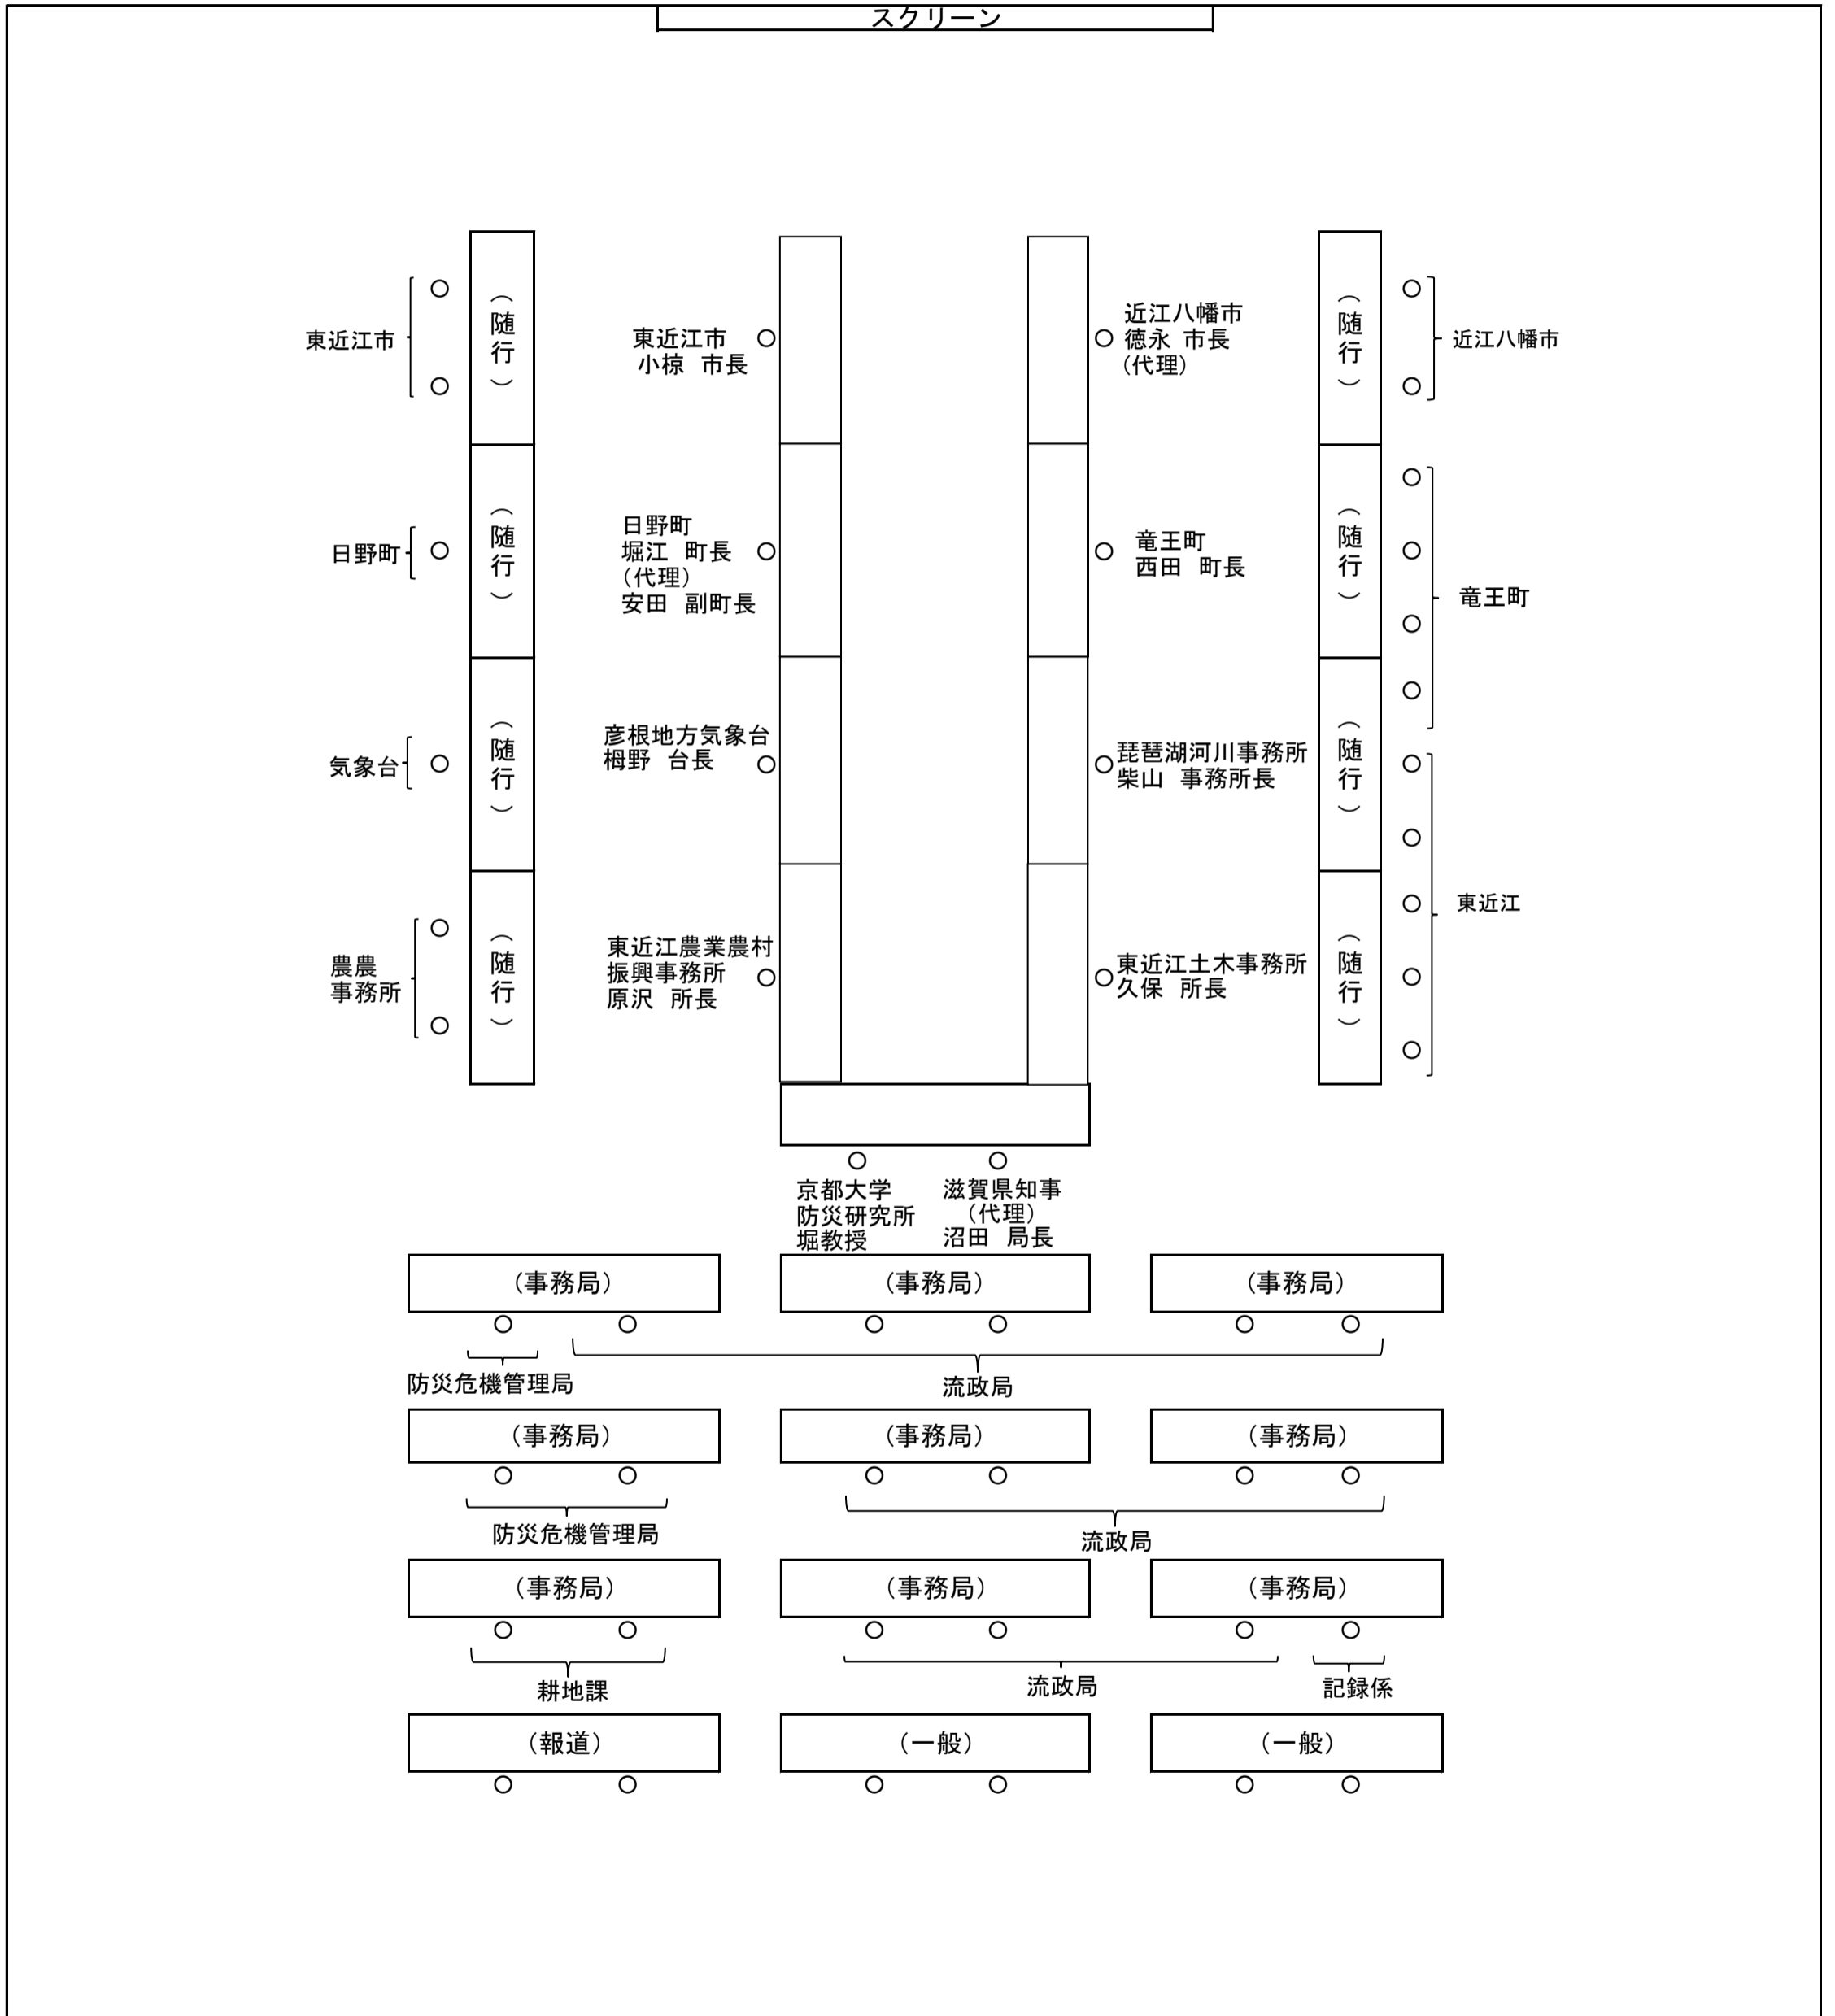 スクリーン
東近江市
（随行）
東近江市
小椋 市長
近江八幡市
徳永 市長
（代理）
（随行）
近江八幡市
日野町
（随行）
日野町
堀江 町長
（代理）
安田 副町長
竜王町
西田 町長
（随行）
竜王町
気象台
（随行）
彦根地方気象台
栂野 台長
琵琶湖河川事務所
柴山 事務所長
（随行）
東近江
農農
事務所
（随行）
東近江農業農村
振興事務所
原沢 所長
東近江土木事務所
久保 所長
（随行）
京都大学
防災研究所
堀教授
滋賀県知事
（代理）
沼田 局長
（事務局）
（事務局）
（事務局）
防災危機管理局
流政局
（事務局）
（事務局）
（事務局）
防災危機管理局
流政局
（事務局）
（事務局）
（事務局）
耕地課
流政局
記録係
（報道）
（一般）
（一般）